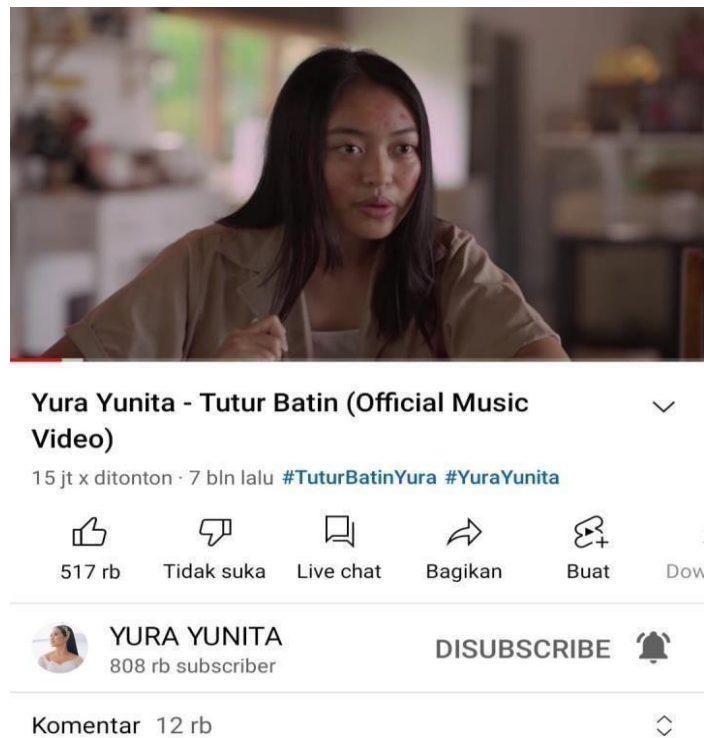 Yura Yunita - Tutur Batin (Official Music
Video)
15 jt x ditonton · 7 bln lalu #TuturBatinYura #YuraYunita
517 rb Tidak suka Live chat Bagikan Buat Dow
YURA YUNITA
808 rb subscriber
DISUBSCRIBE
Komentar 12 rb